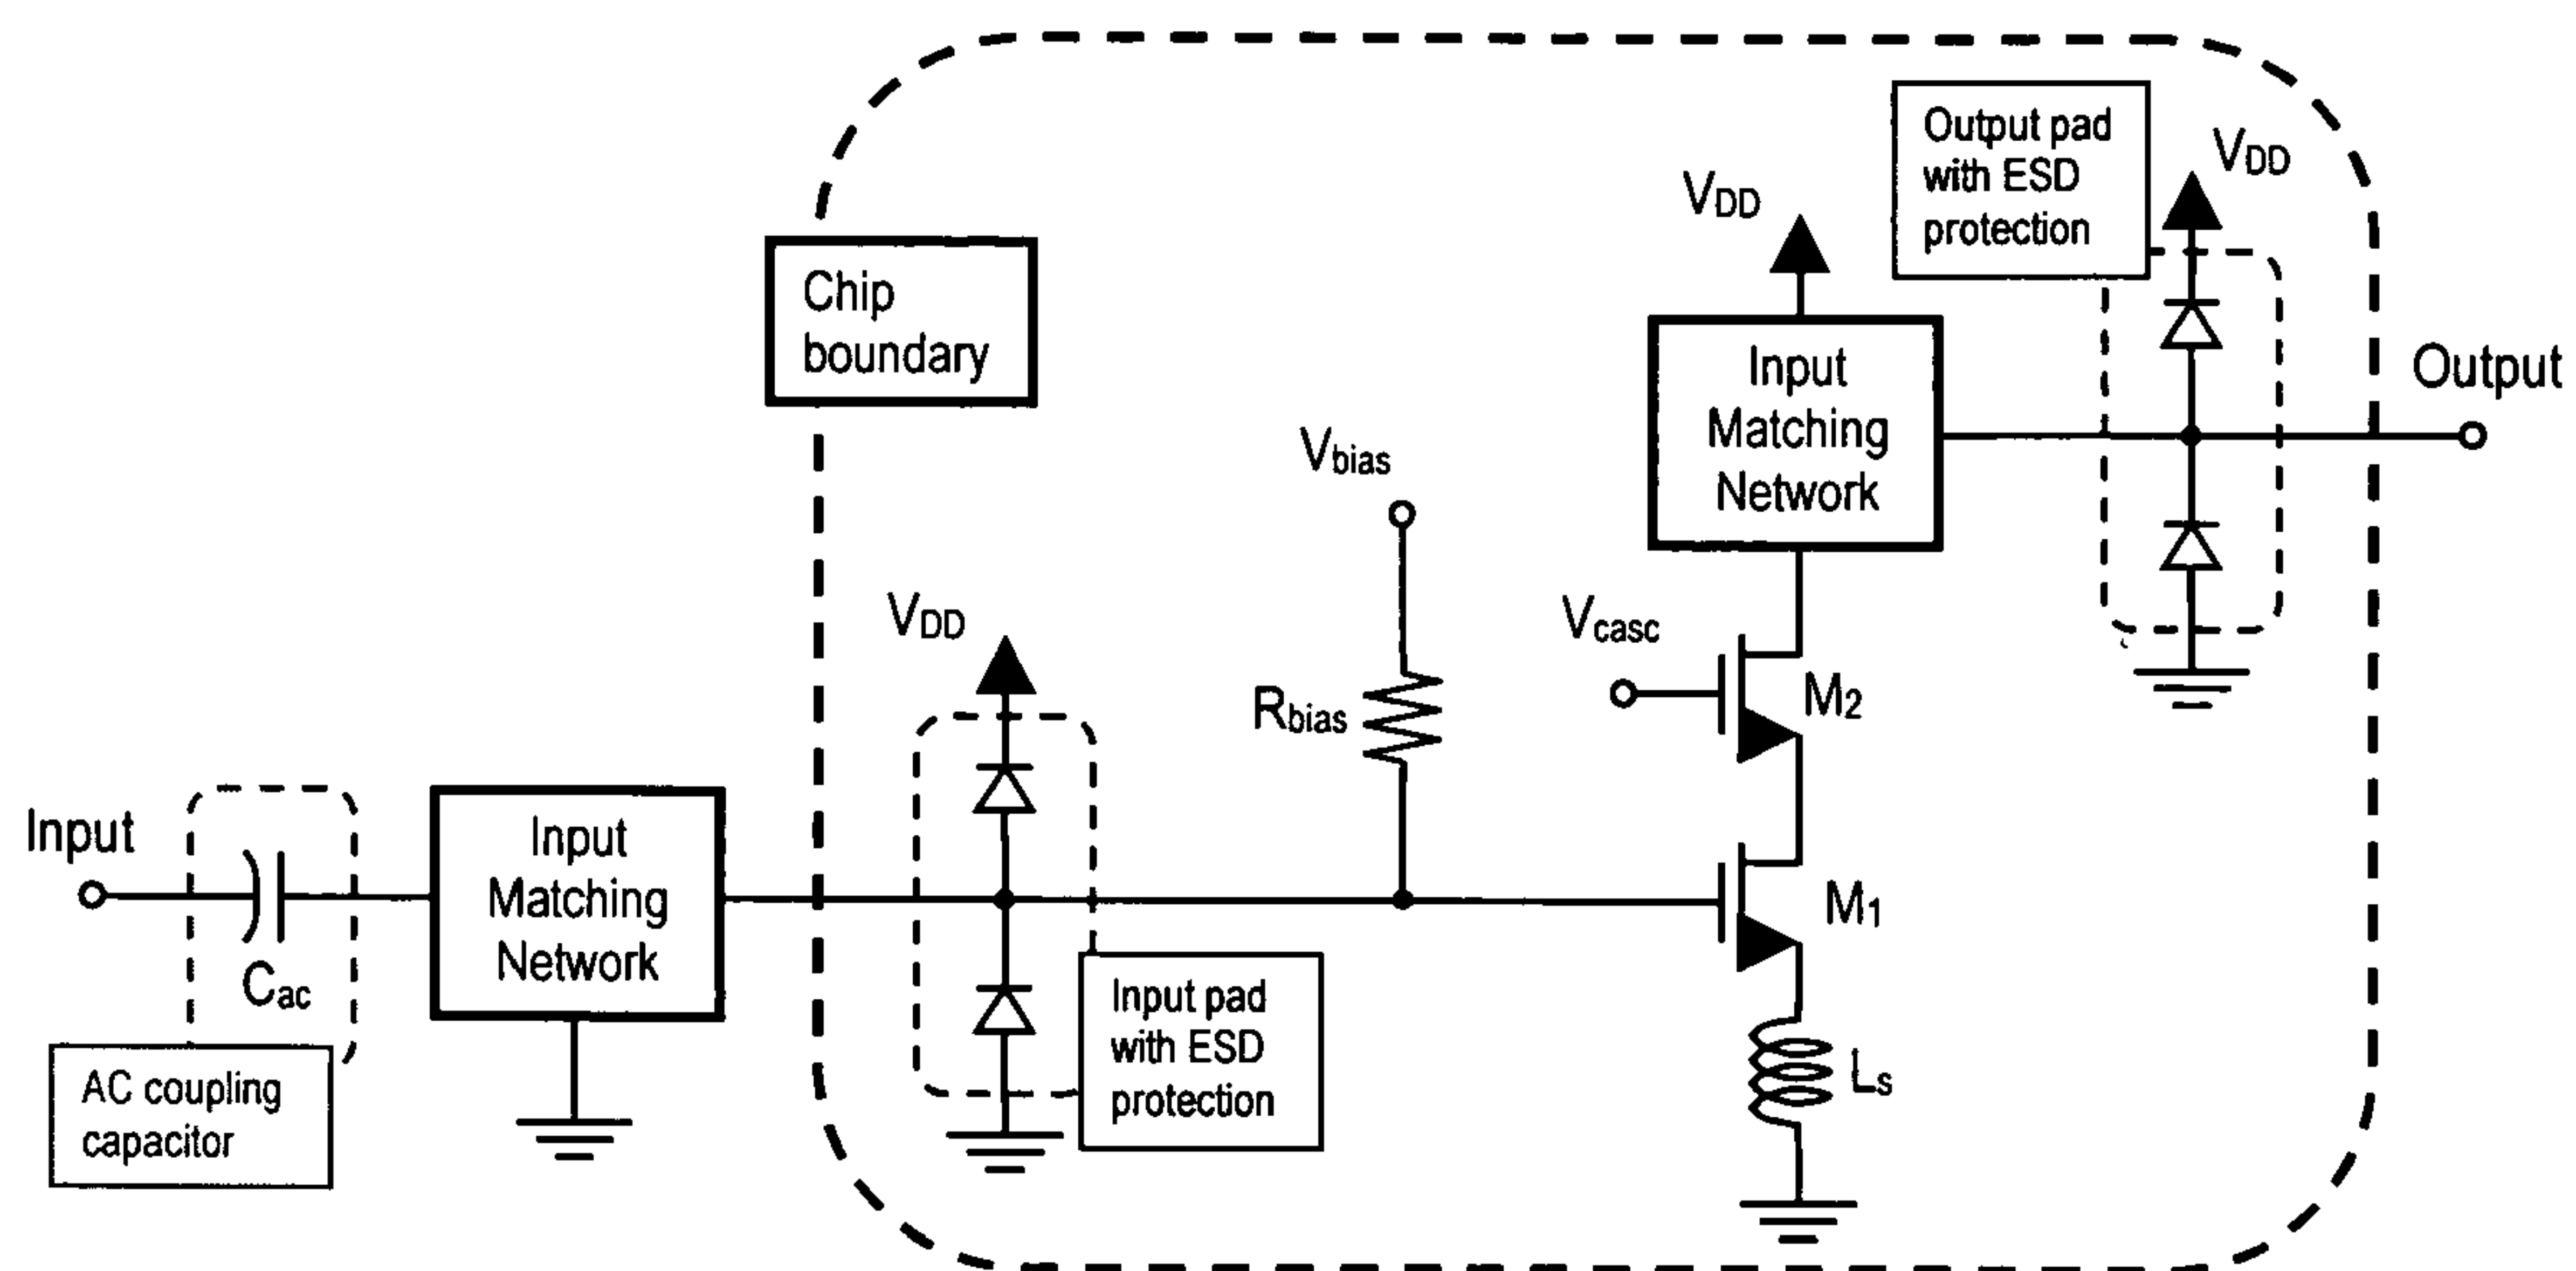 Output pad
with ESD
protection
VDD
VDD
Chip
boundary
Input
Matching
Network
Output
Vbias
VDD
Vcasc
Rbias
M2
Input
Cac
Input
Matching
Network
M1
Input pad
with ESD
protection
Ls
AC coupling
capacitor